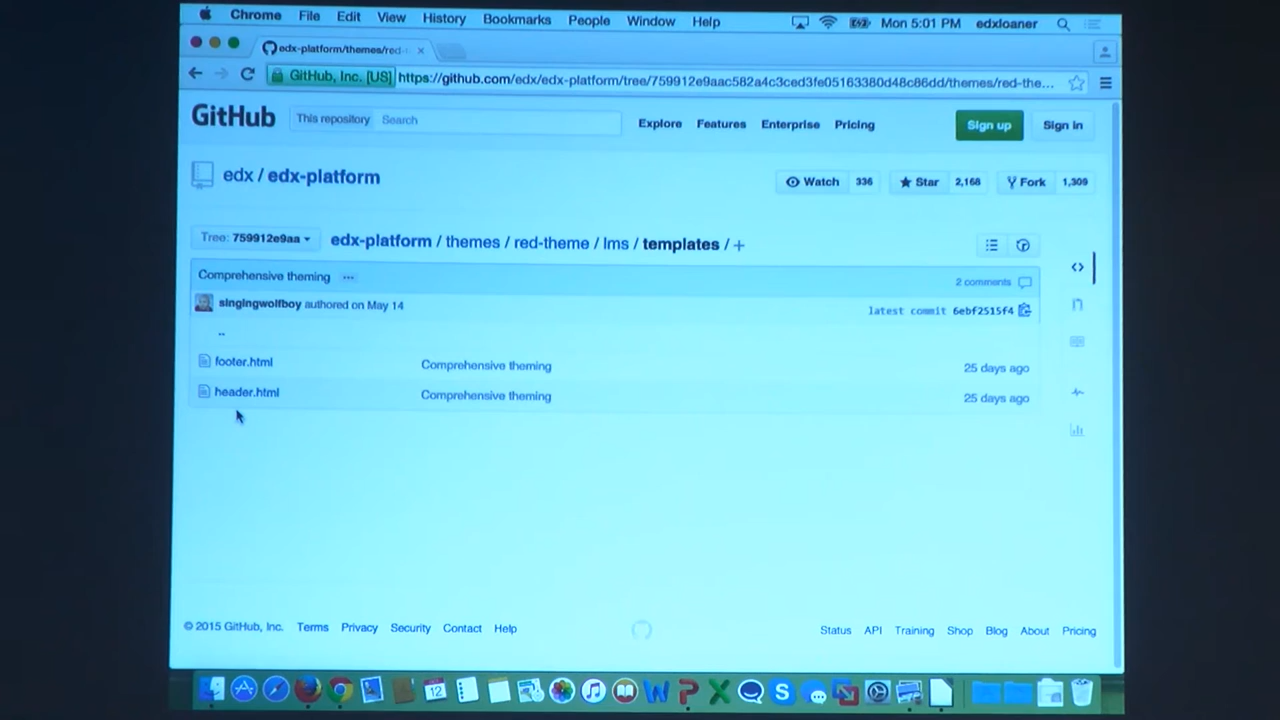 Chrome File Edit View History Bookmarks People Window Help Mon 5:01 PM edxloaner
edx-platform/themes/red-
GitHub, Inc. [US] https://github.com/edx/edx-platform/tree/759912e9aac582a4c3ced3fe05163380d48c86dd/themes/red-the...
GitHub This repository Search Explore Features Enterprise Pricing Sign up Sign in
edx / edx-platform Watch 336 Star 2,168 Fork 1,309
Tree: 759912e9aa edx-platform / themes / red-theme / lms / templates / +
Comprehensive theming ... 2 comments
singingwolfboy authored on May 14 latest commit 6ebf2515f4
..
footer.html Comprehensive theming 25 days ago
header.html Comprehensive theming 25 days ago
© 2015 GitHub, Inc. Terms Privacy Security Contact Help Status API Training Shop Blog About Pricing
12